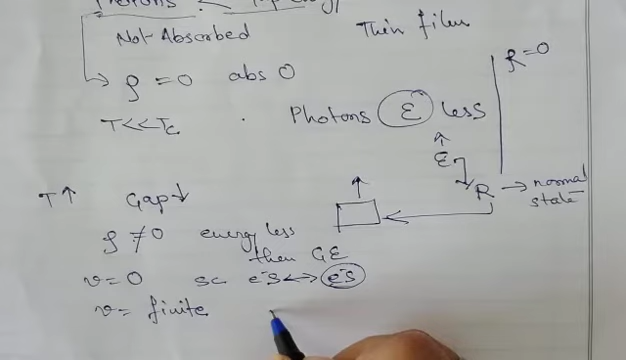 Photons <
Not Absorbed
Thin film
ρ = 0 abs 0
R = 0
T << Tc
Photons E less
E
R → normal state
T ↑ Gap ↓
ρ ≠ 0 energy less
then GE
v = 0 sc e⁻s ↔ e⁻s
v = finite